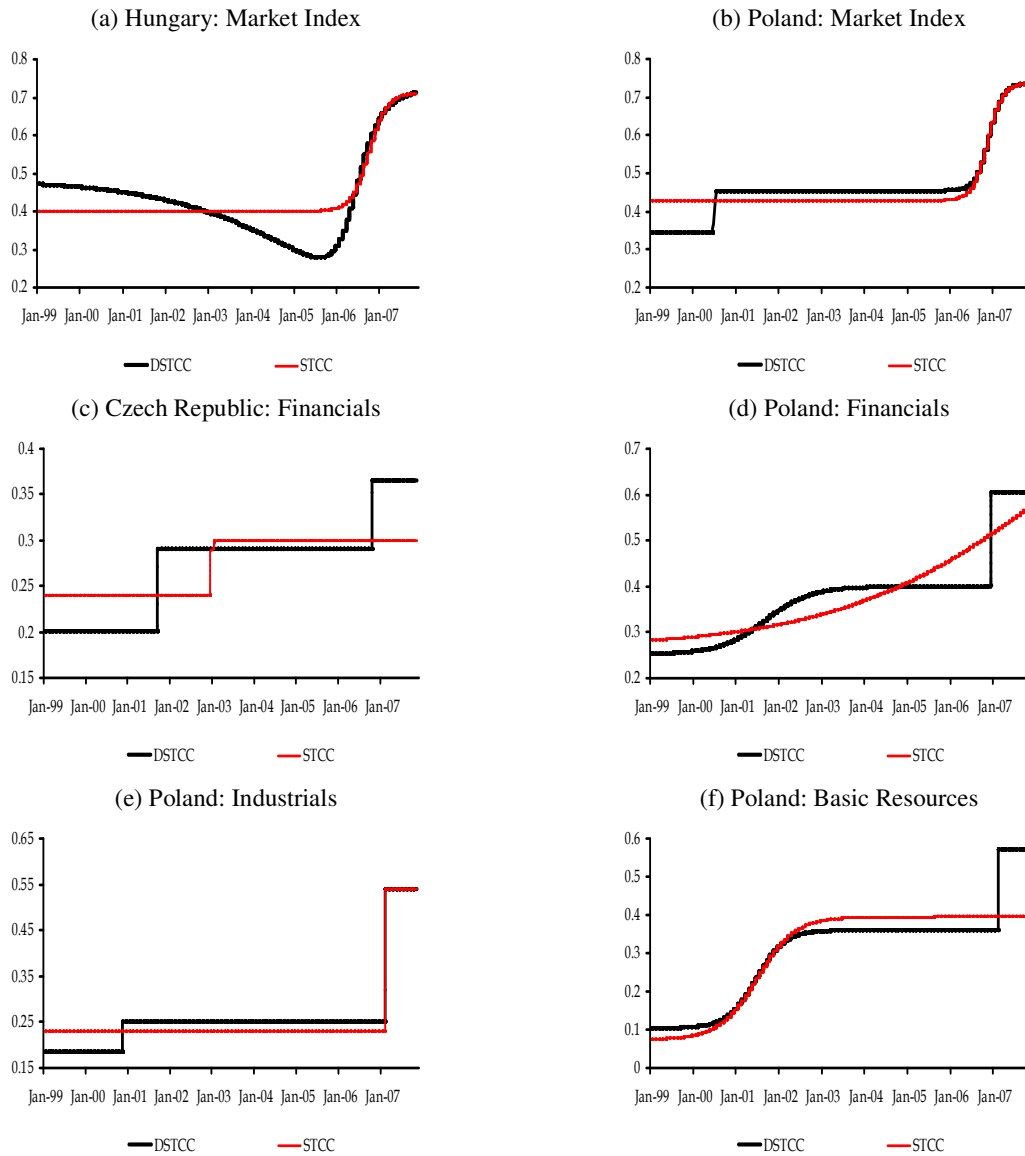 (a) Hungary: Market Index
0.8
0.7
0.6
0.5
0.4
0.3
0.2
Jan-99 Jan-00 Jan-01 Jan-02 Jan-03 Jan-04 Jan-05 Jan-06 Jan-07
DSTCC STCC
(b) Poland: Market Index
0.8
0.7
0.6
0.5
0.4
0.3
0.2
Jan-99 Jan-00 Jan-01 Jan-02 Jan-03 Jan-04 Jan-05 Jan-06 Jan-07
DSTCC STCC
(c) Czech Republic: Financials
0.4
0.35
0.3
0.25
0.2
0.15
Jan-99 Jan-00 Jan-01 Jan-02 Jan-03 Jan-04 Jan-05 Jan-06 Jan-07
DSTCC STCC
(d) Poland: Financials
0.7
0.6
0.5
0.4
0.3
0.2
Jan-99 Jan-00 Jan-01 Jan-02 Jan-03 Jan-04 Jan-05 Jan-06 Jan-07
DSTCC STCC
(e) Poland: Industrials
0.65
0.55
0.45
0.35
0.25
0.15
Jan-99 Jan-00 Jan-01 Jan-02 Jan-03 Jan-04 Jan-05 Jan-06 Jan-07
DSTCC STCC
(f) Poland: Basic Resources
0.6
0.5
0.4
0.3
0.2
0.1
0
Jan-99 Jan-00 Jan-01 Jan-02 Jan-03 Jan-04 Jan-05 Jan-06 Jan-07
DSTCC STCC